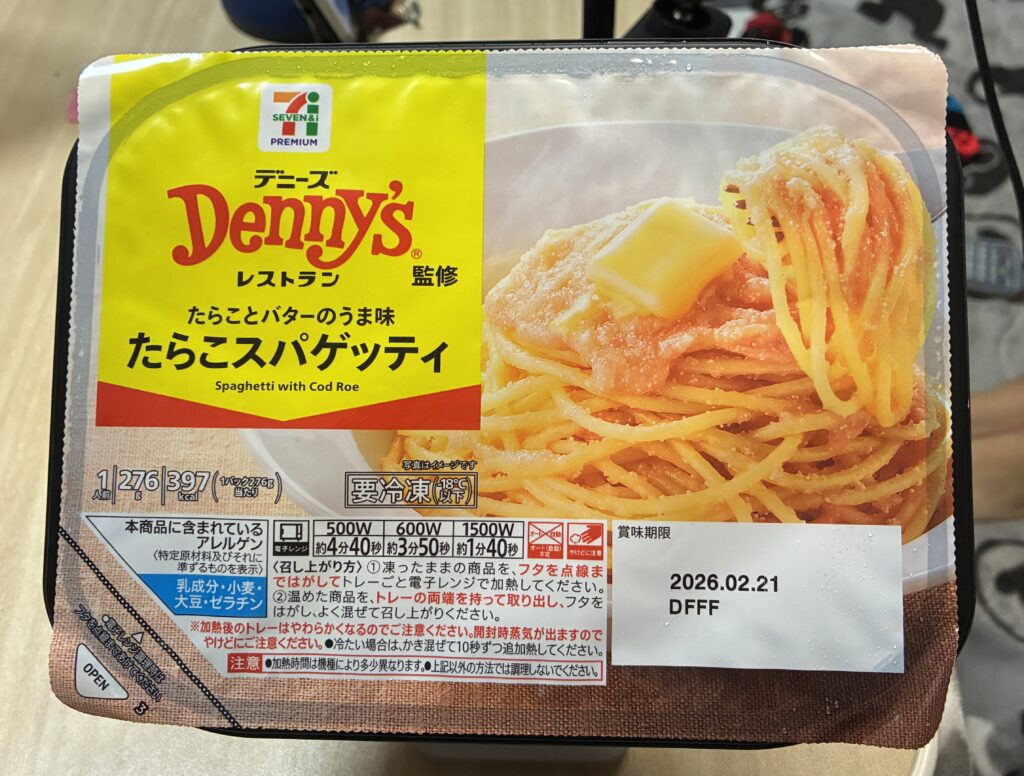 7i
SEVEN&i
PREMIUM
デニーズ
Denny's®
レストラン 監修
たらことバターのうま味
たらこスパゲッティ
Spaghetti with Cod Roe
1人前 276g 397kcal (1パック276g当たり)
写真はイメージです
要冷凍(-18℃以下)
本商品に含まれている
アレルゲン
〈特定原材料及びそれに
準ずるものを表示〉
乳成分・小麦・
大豆・ゼラチン
電子レンジ
500W 600W 1500W
約4分40秒 約3分50秒 約1分40秒
オート(自動)不可
やけどに注意
〈召し上がり方〉①凍ったままの商品を、フタを点線ま
ではがしてトレーごと電子レンジで加熱してください。
②温めた商品を、トレーの両端を持って取り出し、フタを
はがし、よく混ぜて召し上がりください。
※加熱後のトレーはやわらかくなるのでご注意ください。開封時蒸気が出ますので
やけどにご注意ください。●冷たい場合は、かき混ぜて10秒ずつ追加加熱してください。
注意 ●加熱時間は機種により多少異なります。●上記以外の方法では調理しないでください。
賞味期限
2026.02.21
DFFF
OPEN
3